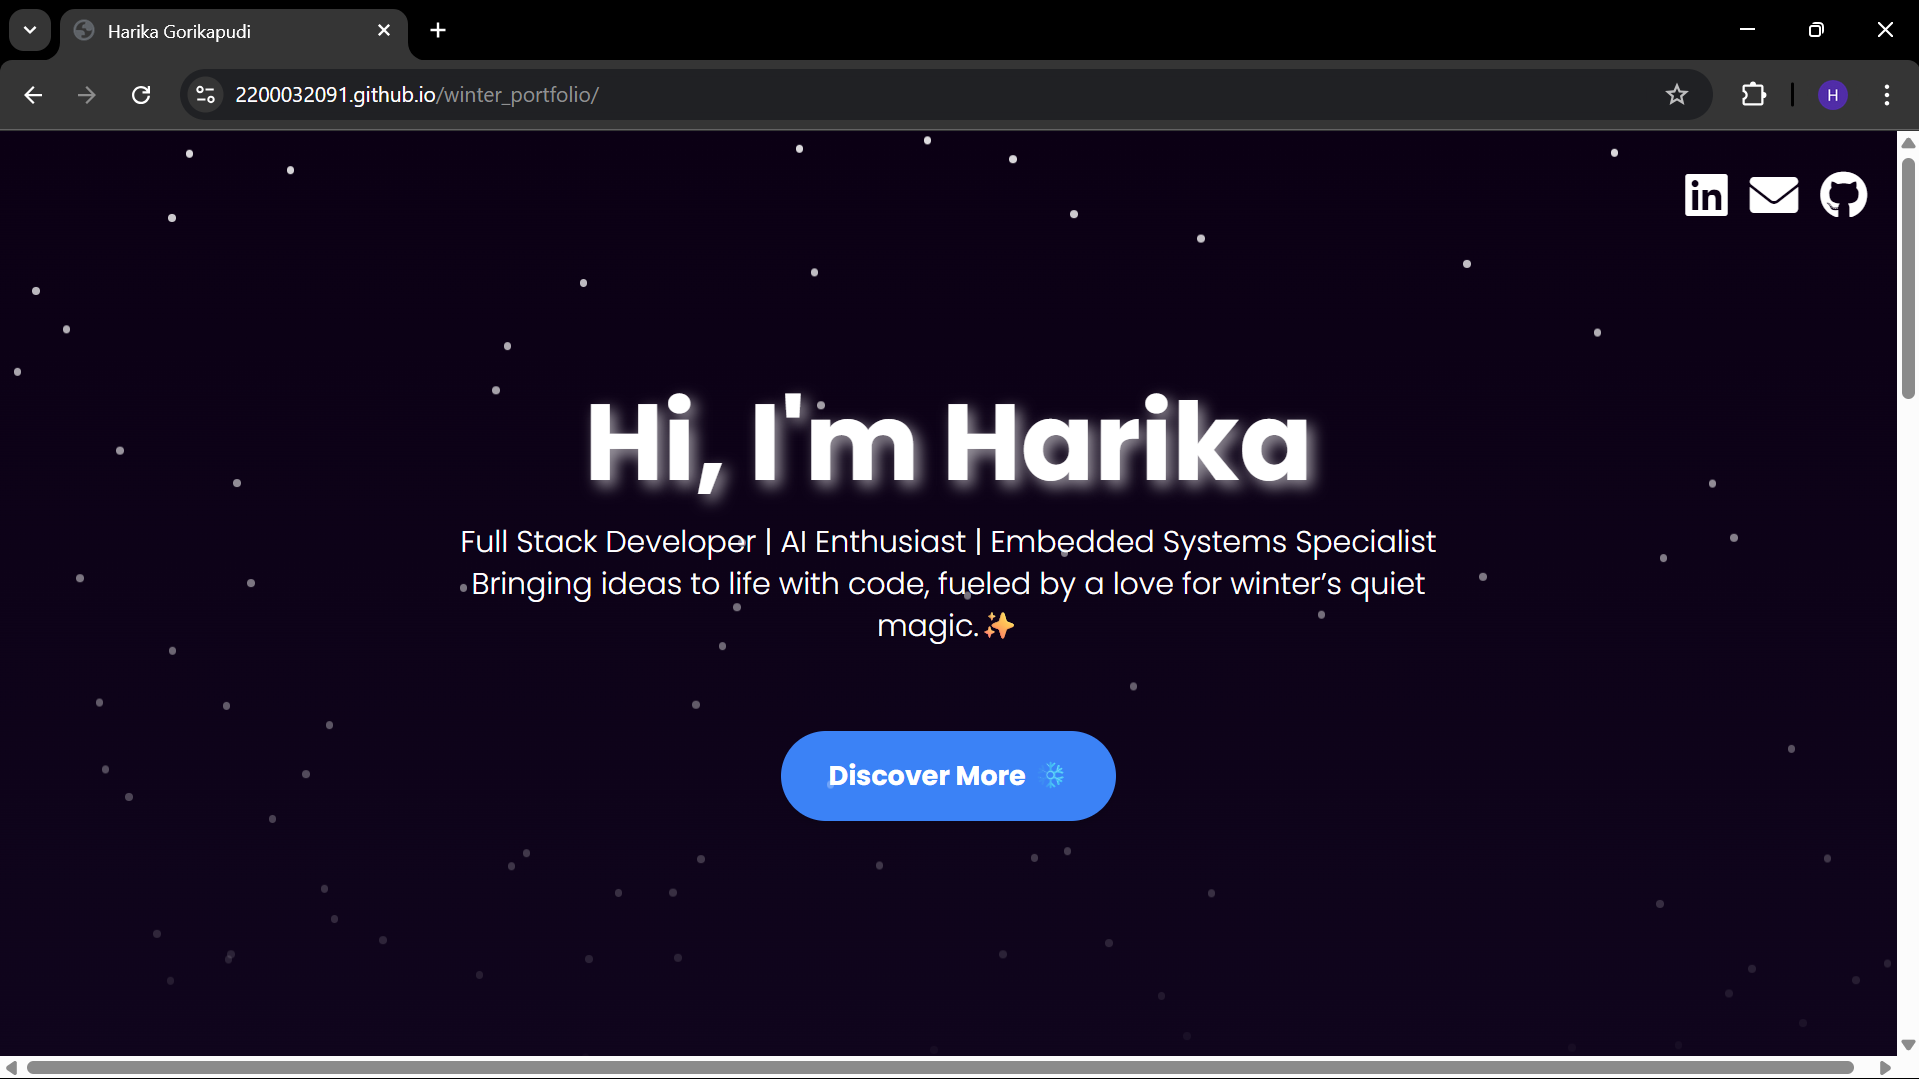 Harika Gorikapudi
2200032091.github.io/winter_portfolio/
H
in
Hi, I'm Harika
Full Stack Developer | AI Enthusiast | Embedded Systems Specialist
Bringing ideas to life with code, fueled by a love for winter’s quiet
magic.✨
Discover More ❄️